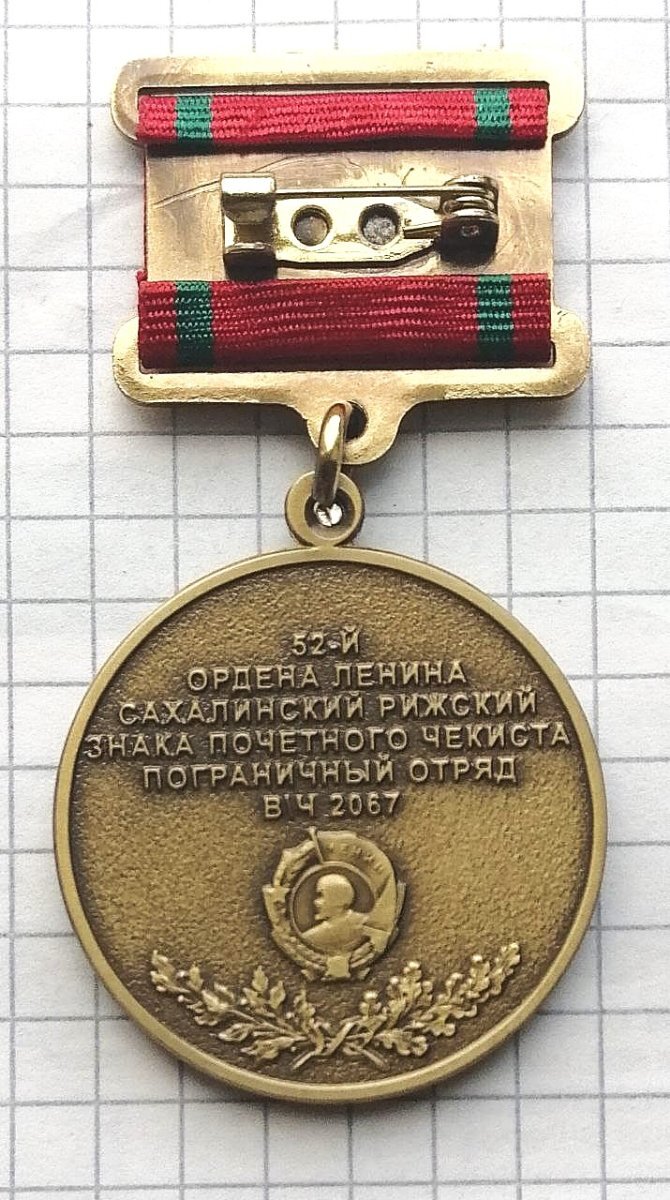 52-Й
ОРДЕНА ЛЕНИНА
САХАЛИНСКИЙ РИЖСКИЙ
ЗНАКА ПОЧЕТНОГО ЧЕКИСТА
ПОГРАНИЧНЫЙ ОТРЯД
В\Ч 2067